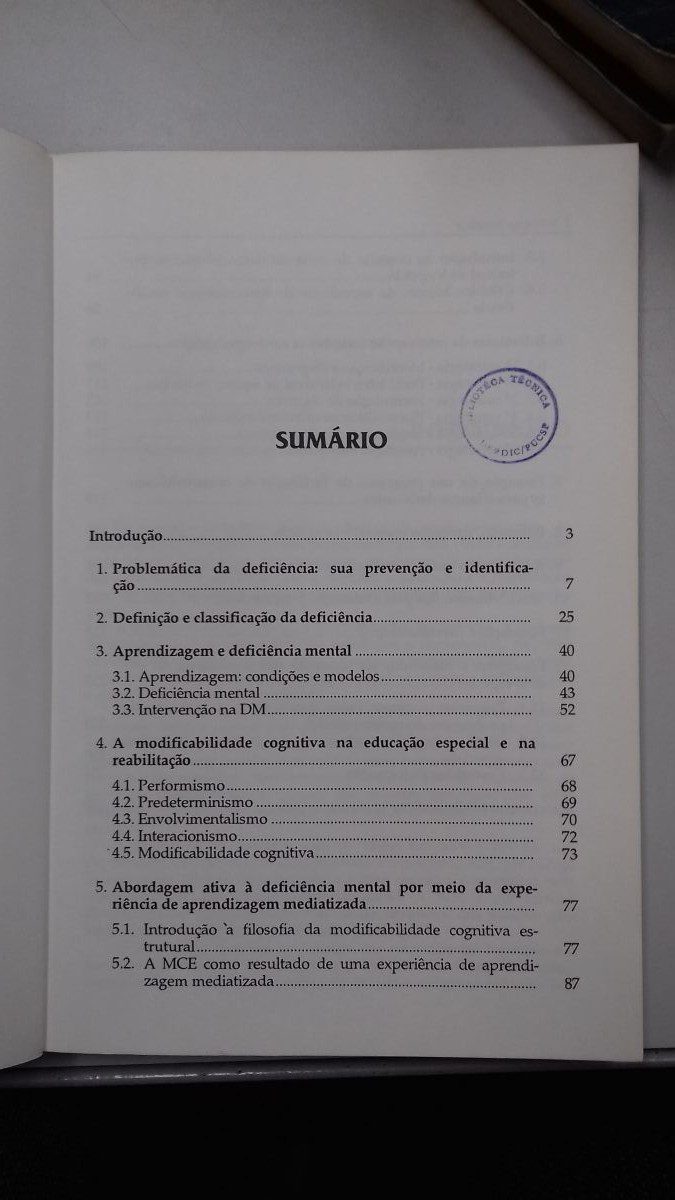 SUMÁRIO
BLIOTÉCA TÉCNICA
PDIC/PUCSP
Introdução 3
1. Problemática da deficiência: sua prevenção e identifica-
ção 7
2. Definição e classificação da deficiência 25
3. Aprendizagem e deficiência mental 40
3.1. Aprendizagem: condições e modelos 40
3.2. Deficiência mental 43
3.3. Intervenção na DM 52
4. A modificabilidade cognitiva na educação especial e na
reabilitação 67
4.1. Performismo 68
4.2. Predeterminismo 69
4.3. Envolvimentalismo 70
4.4. Interacionismo 72
4.5. Modificabilidade cognitiva 73
5. Abordagem ativa à deficiência mental por meio da expe-
riência de aprendizagem mediatizada 77
5.1. Introdução `a filosofia da modificabilidade cognitiva es-
trutural 77
5.2. A MCE como resultado de uma experiência de aprendi-
zagem mediatizada 87